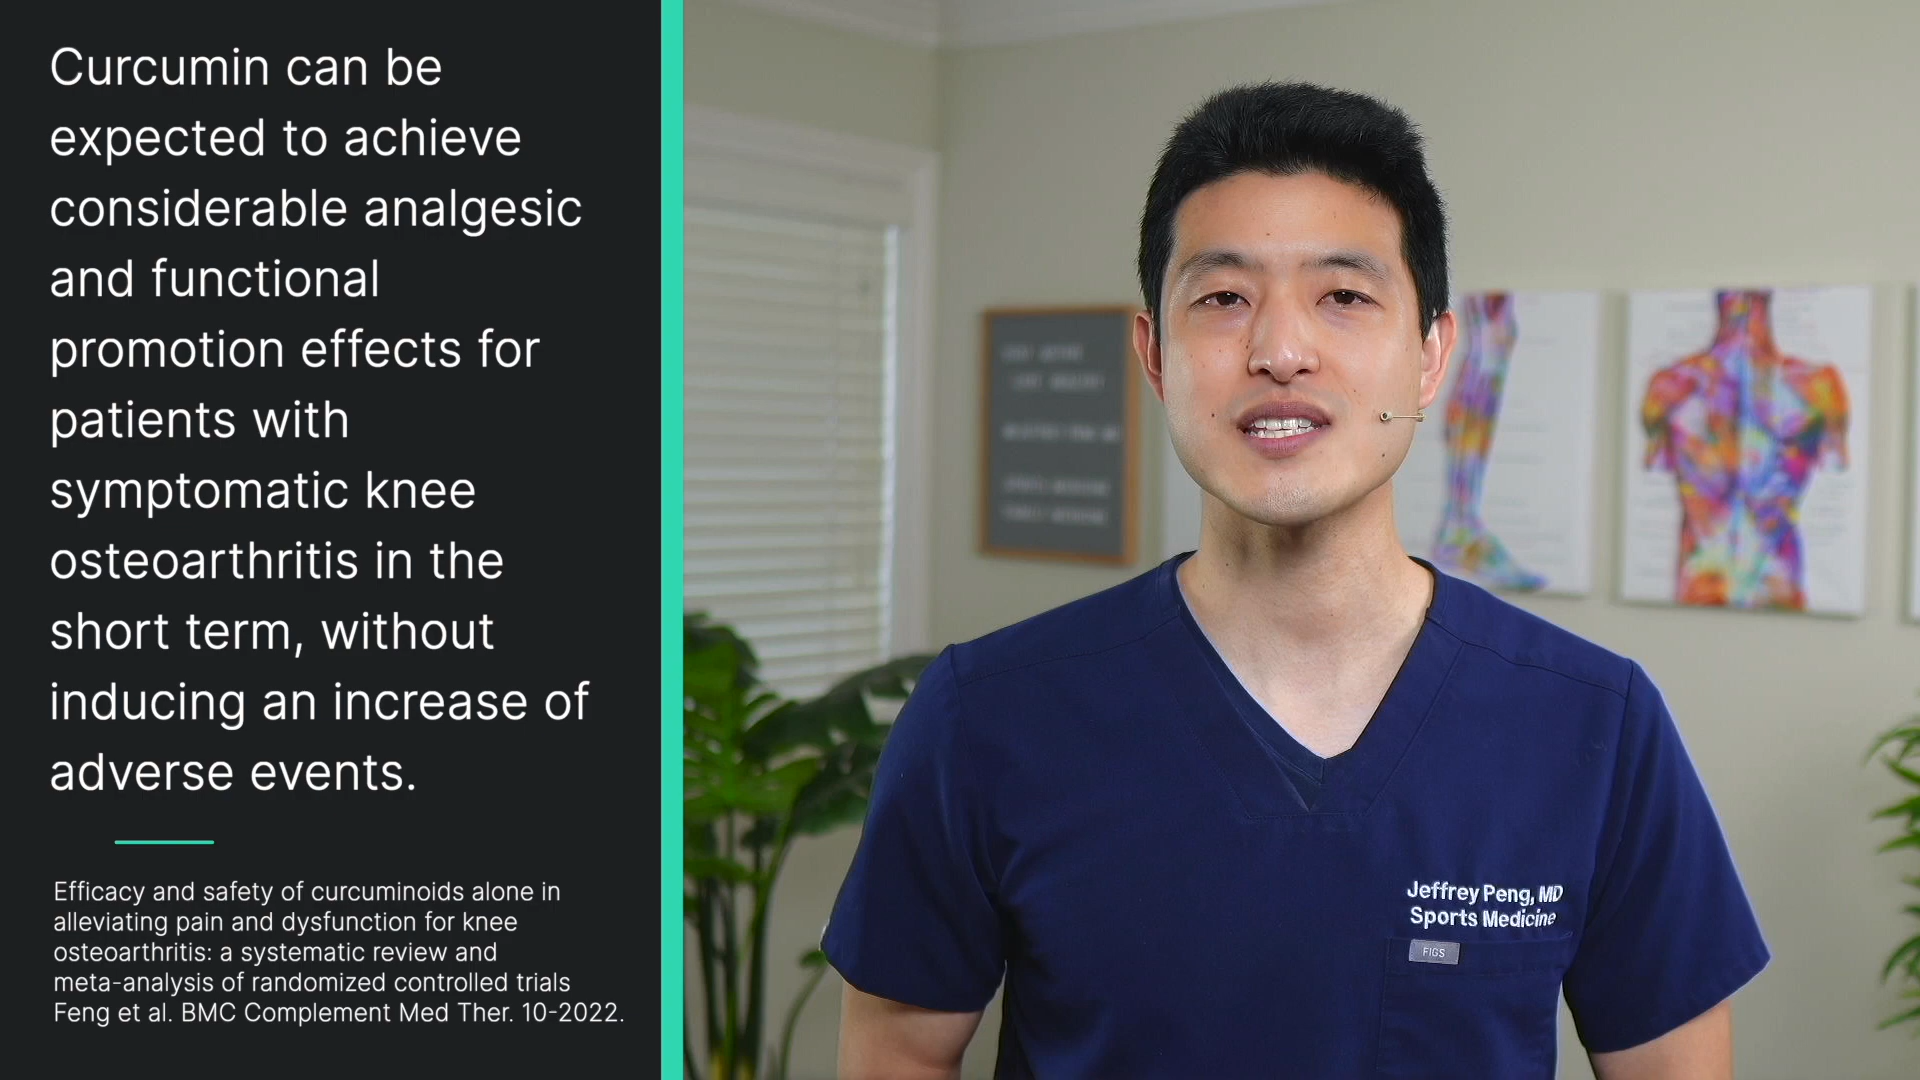 Curcumin can be
expected to achieve
considerable analgesic
and functional
promotion effects for
patients with
symptomatic knee
osteoarthritis in the
short term, without
inducing an increase of
adverse events.
Efficacy and safety of curcuminoids alone in
alleviating pain and dysfunction for knee
osteoarthritis: a systematic review and
meta-analysis of randomized controlled trials
Feng et al. BMC Complement Med Ther. 10-2022.
Jeffrey Peng, MD
Sports Medicine
FIGS